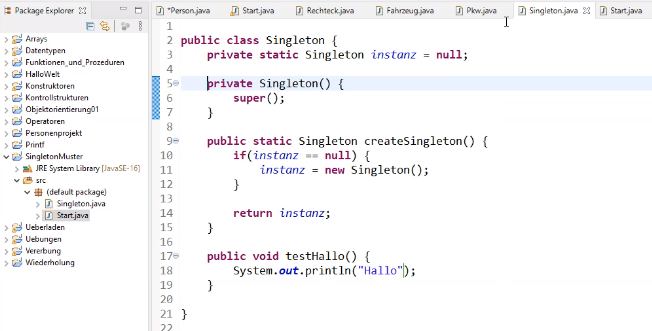 Package Explorer
*Person.java
Start.java
Rechteck.java
Fahrzeug.java
Pkw.java
Singleton.java
Start.java
Arrays
Datentypen
Funktionen_und_Prozeduren
HalloWelt
Konstruktoren
Kontrollstrukturen
Objektorientierung01
Operatoren
Personenprojekt
Printf
SingletonMuster
JRE System Library [JavaSE-16]
src
(default package)
Singleton.java
Start.java
Ueberladen
Uebungen
Vererbung
Wiederholung
1
2 public class Singleton {
3 private static Singleton instanz = null;
4
5 private Singleton() {
6 super();
7 }
8
9 public static Singleton createSingleton() {
10 if(instanz == null) {
11 instanz = new Singleton();
12 }
13
14 return instanz;
15 }
16
17 public void testHallo() {
18 System.out.println("Hallo");
19 }
20
21 }
22